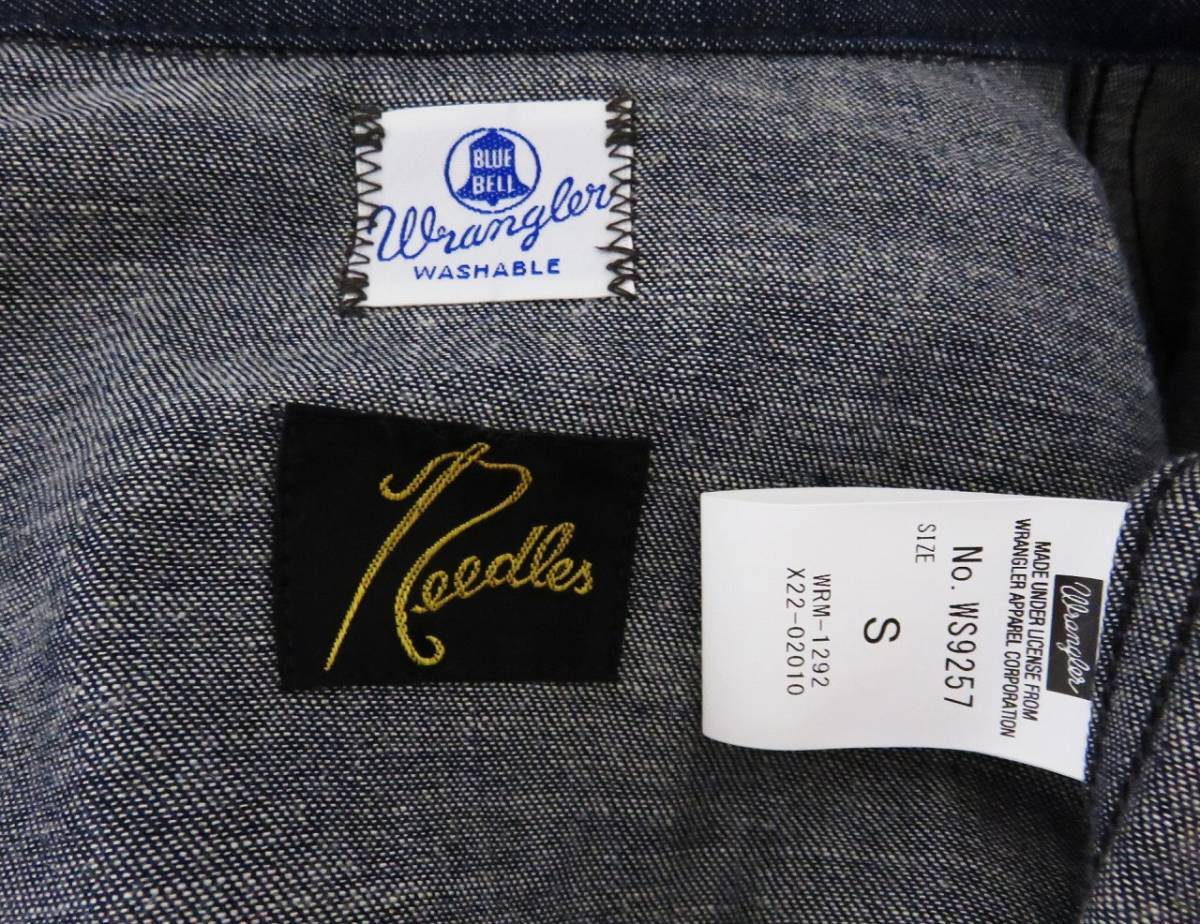 BLUE
BELL
Wrangler
WASHABLE
Needles
Wrangler
MADE UNDER LICENSE FROM
WRANGLER APPAREL CORPORATION
No. WS9257
SIZE
S
WRM-1292
X22-02010